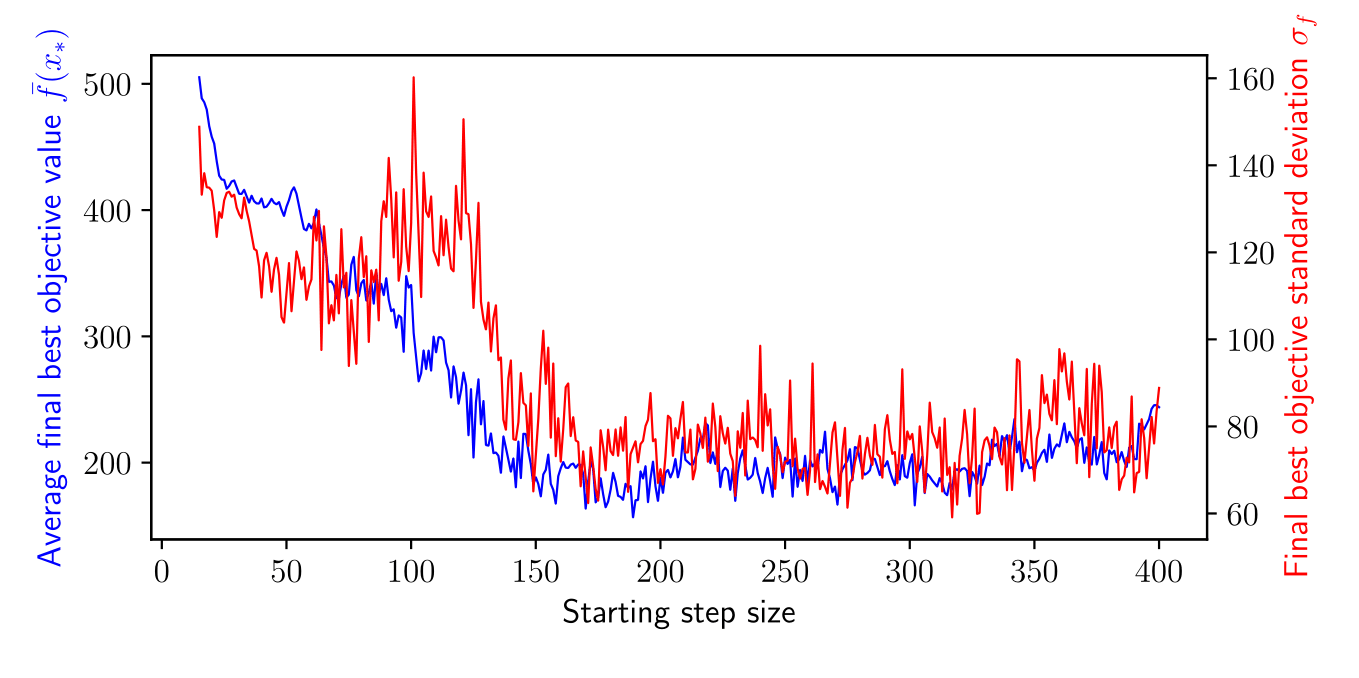 Average final best objective value f̄(x∗)
500
400
300
200
0 50 100 150 200 250 300 350 400
Starting step size
160
140
120
100
80
60
Final best objective standard deviation σf